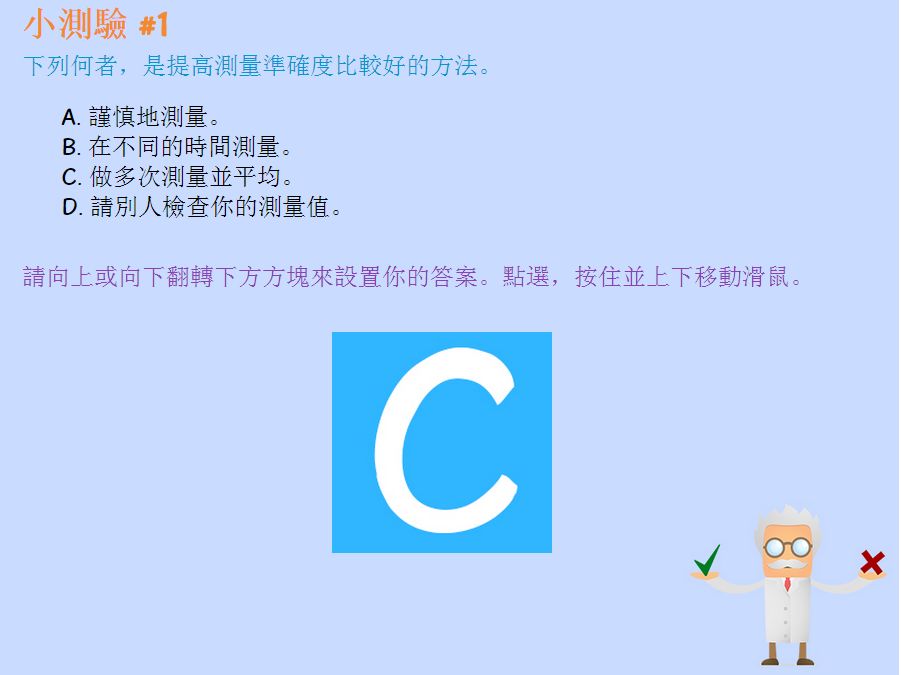 小測驗 #1
下列何者，是提高測量準確度比較好的方法。
A. 謹慎地測量。
B. 在不同的時間測量。
C. 做多次測量並平均。
D. 請別人檢查你的測量值。
請向上或向下翻轉下方方塊來設置你的答案。點選，按住並上下移動滑鼠。
C